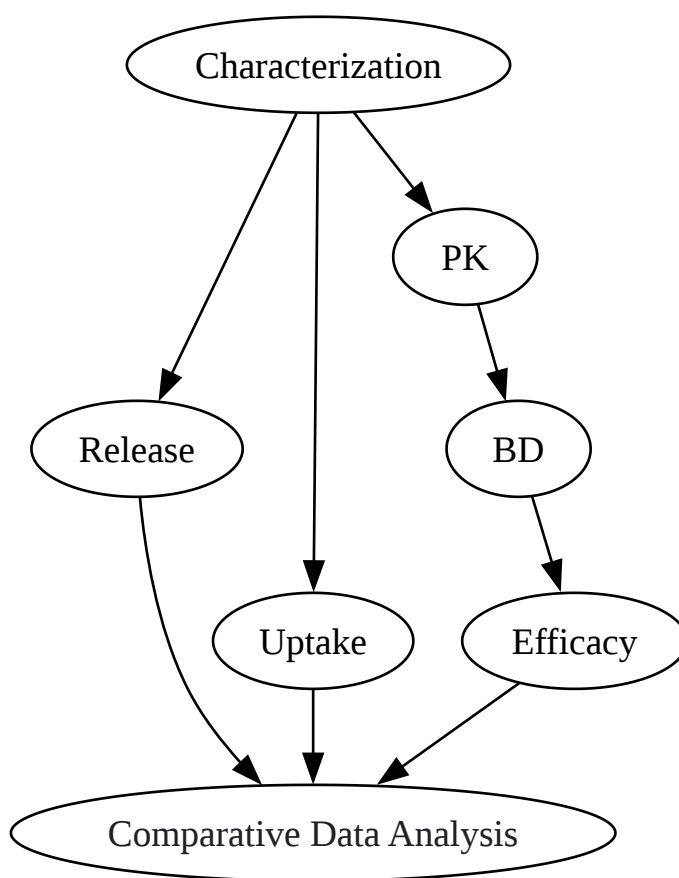 Characterization
PK
Release
BD
Uptake
Efficacy
Comparative Data Analysis